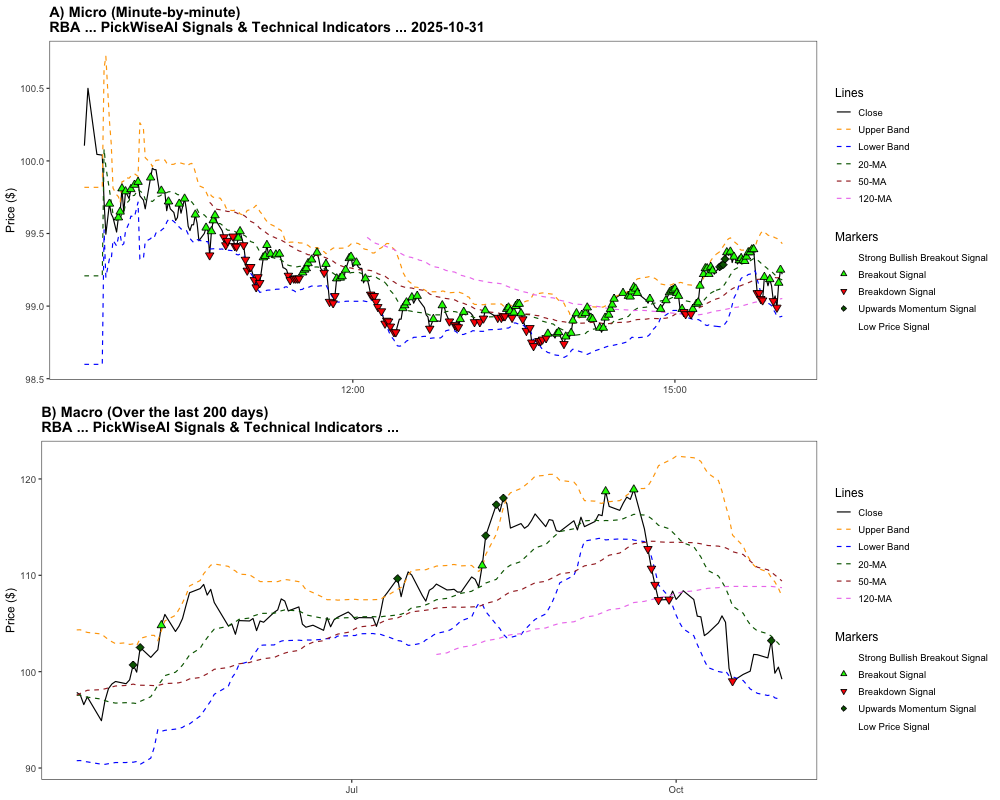 A) Micro (Minute-by-minute)
RBA ... PickWiseAI Signals & Technical Indicators ... 2025-10-31
Price ($)
100.5
100.0
99.5
99.0
98.5
12:00
15:00
Lines
Close
Upper Band
Lower Band
20-MA
50-MA
120-MA
Markers
Strong Bullish Breakout Signal
Breakout Signal
Breakdown Signal
Upwards Momentum Signal
Low Price Signal
B) Macro (Over the last 200 days)
RBA ... PickWiseAI Signals & Technical Indicators ...
Price ($)
120
110
100
90
Jul
Oct
Lines
Close
Upper Band
Lower Band
20-MA
50-MA
120-MA
Markers
Strong Bullish Breakout Signal
Breakout Signal
Breakdown Signal
Upwards Momentum Signal
Low Price Signal